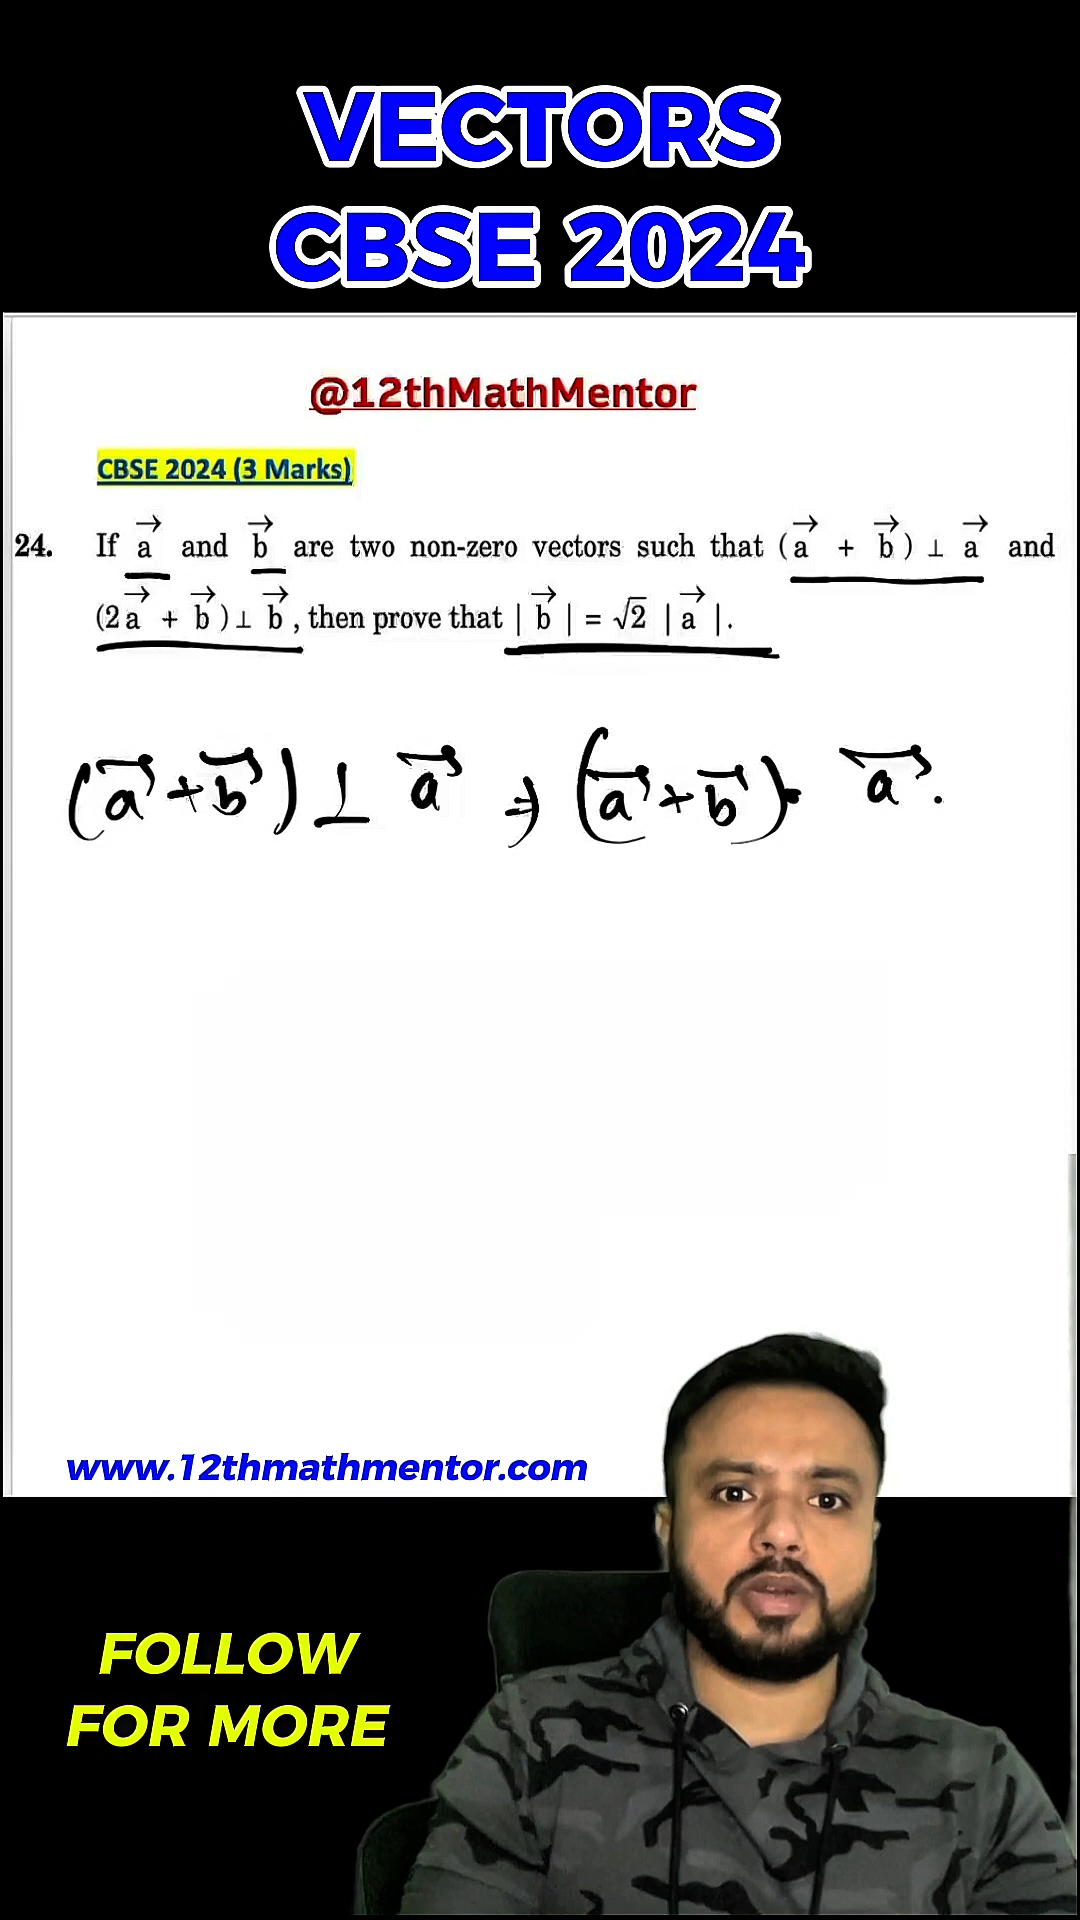 VECTORS
CBSE 2024
@12thMathMentor
CBSE 2024 (3 Marks)
24. If a⃗ and b⃗ are two non-zero vectors such that (a⃗ + b⃗) ⊥ a⃗ and
(2a⃗ + b⃗) ⊥ b⃗, then prove that |b⃗| = √2 |a⃗|.
(a⃗+b⃗) ⊥ a⃗ ⇒ (a⃗+b⃗)· a⃗.
www.12thmathmentor.com
FOLLOW
FOR MORE